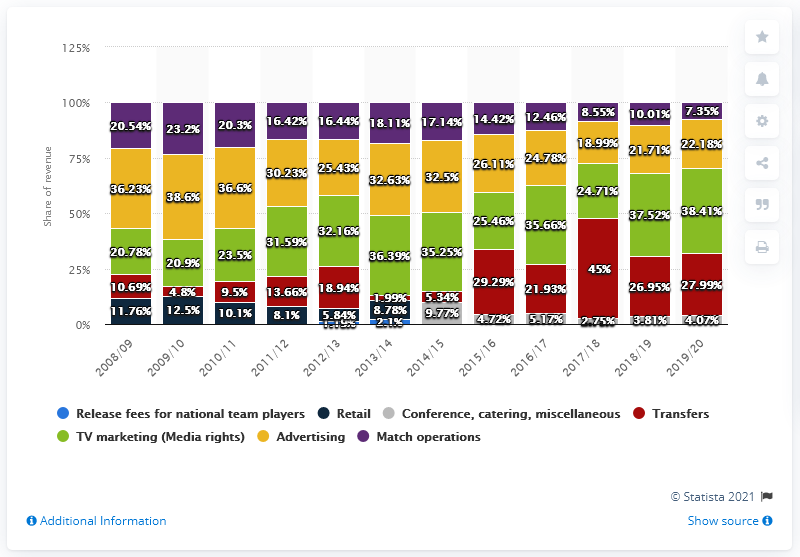 125%
100%
75%
50%
25%
0%
Share of revenue
20.54% 23.2% 20.3% 16.42% 16.44% 18.11% 17.14% 14.42% 12.46% 8.55% 10.01% 7.35%
36.23% 38.6% 36.6% 30.23% 25.43% 32.63% 32.5% 26.11% 24.78% 18.99% 21.71% 22.18%
20.78% 20.9% 23.5% 31.59% 32.16% 36.39% 35.25% 25.46% 35.66% 24.71% 37.52% 38.41%
10.69% 4.8% 9.5% 13.66% 18.94% 1.99% 5.34% 29.29% 21.93% 45% 26.95% 27.99%
11.76% 12.5% 10.1% 8.1% 5.84% 8.78% 9.77% 4.72% 5.17% 2.75% 3.81% 4.07%
2.1%
2008/09 2009/10 2010/11 2011/12 2012/13 2013/14 2014/15 2015/16 2016/17 2017/18 2018/19 2019/20
Release fees for national team players Retail Conference, catering, miscellaneous Transfers
TV marketing (Media rights) Advertising Match operations
© Statista 2021
Additional Information Show source